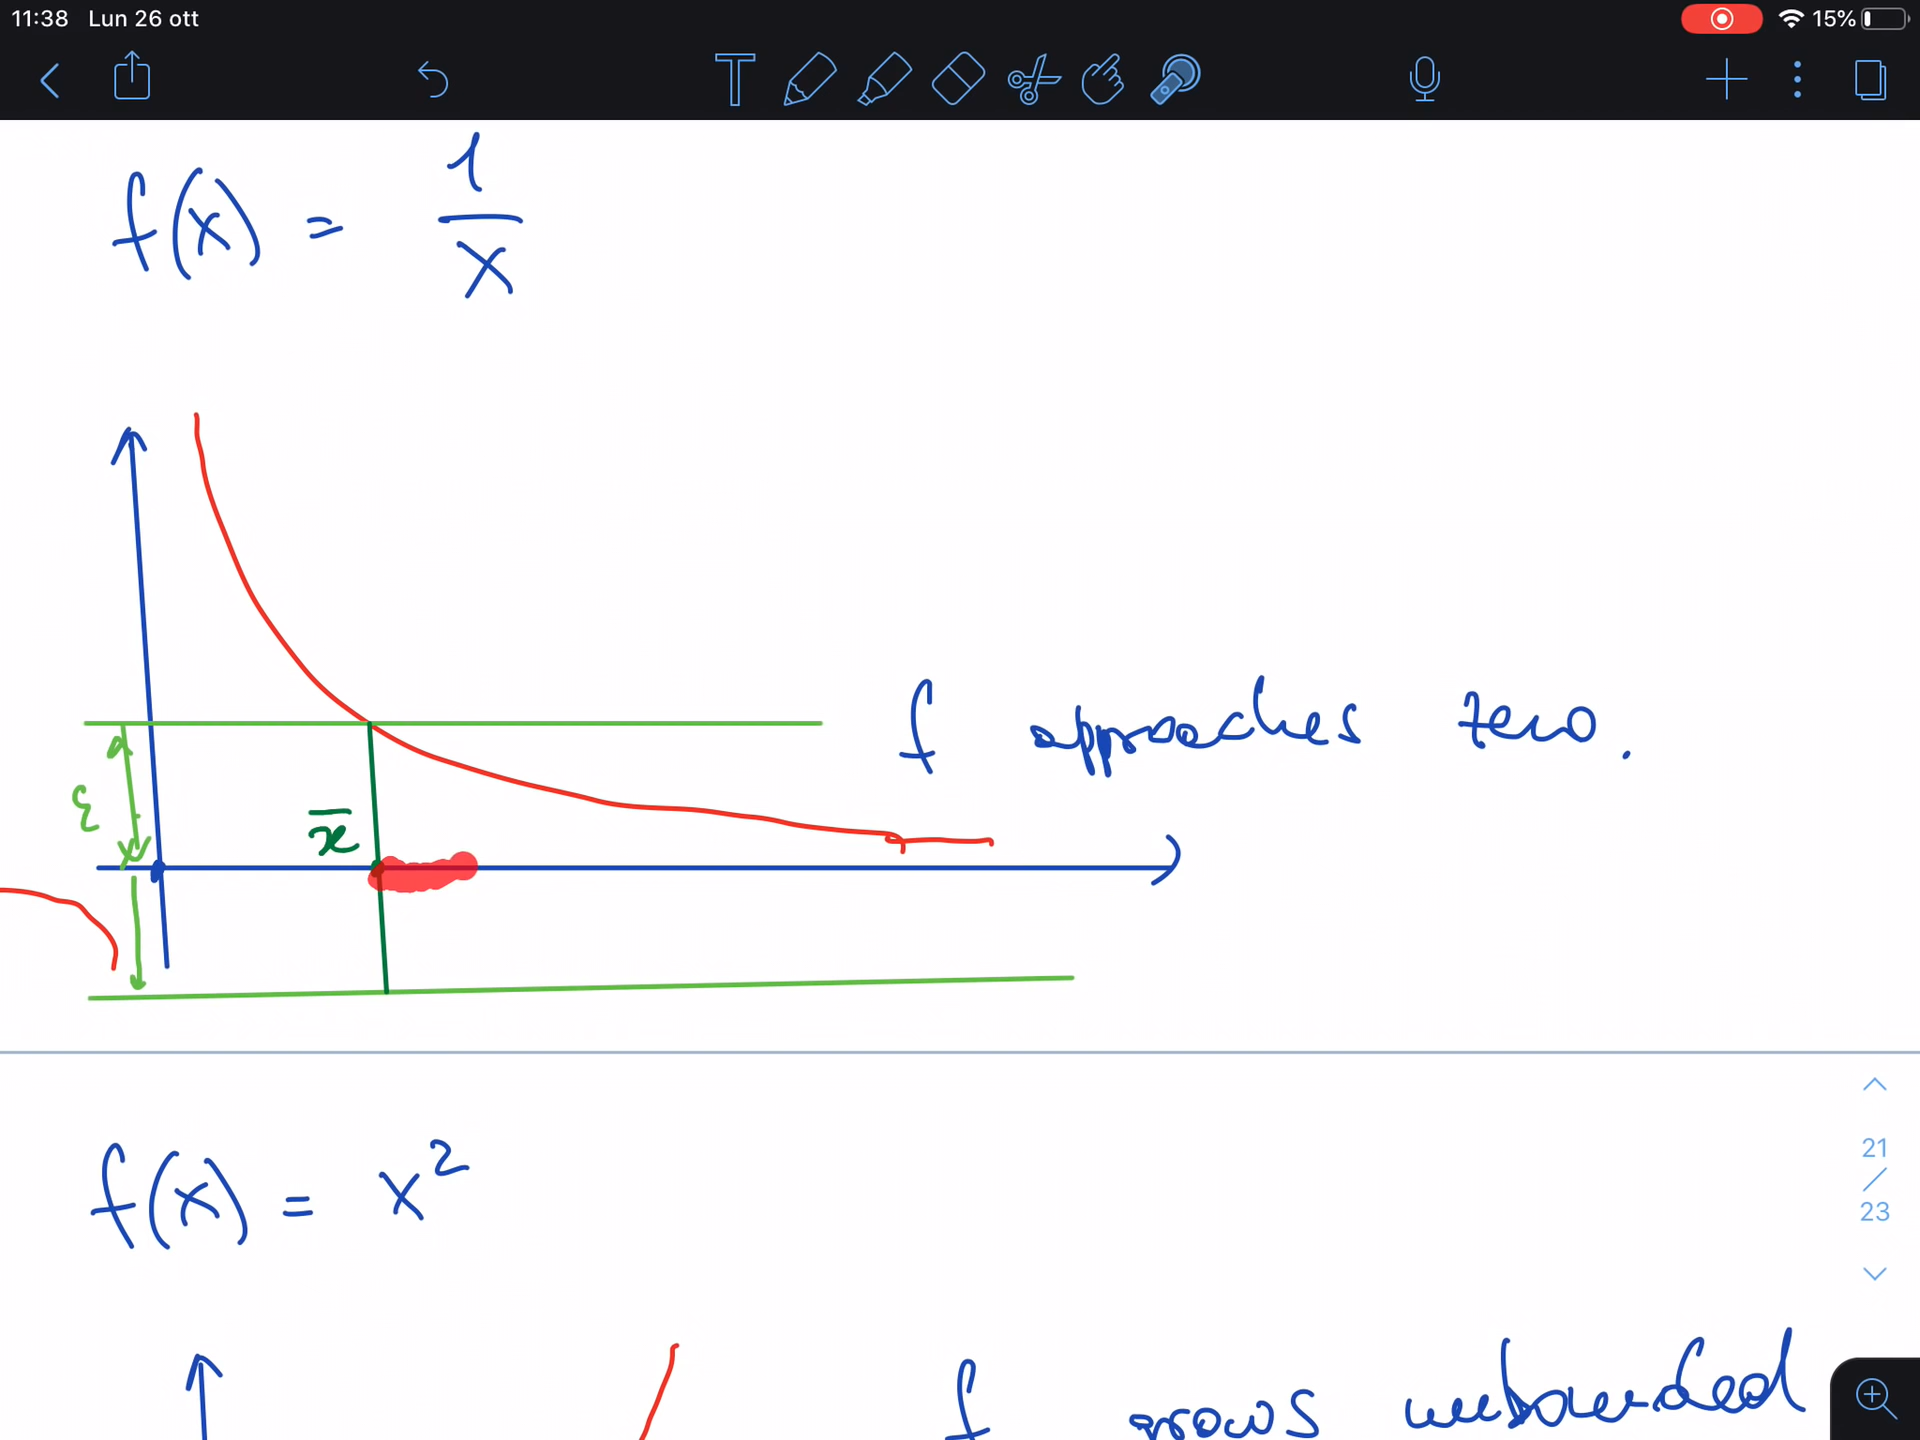 11:38 Lun 26 ott 15%
f(x) = 1/x
f approaches zero.
ε
x̄
21
/
23
f(x) = x²
f grows unbounded